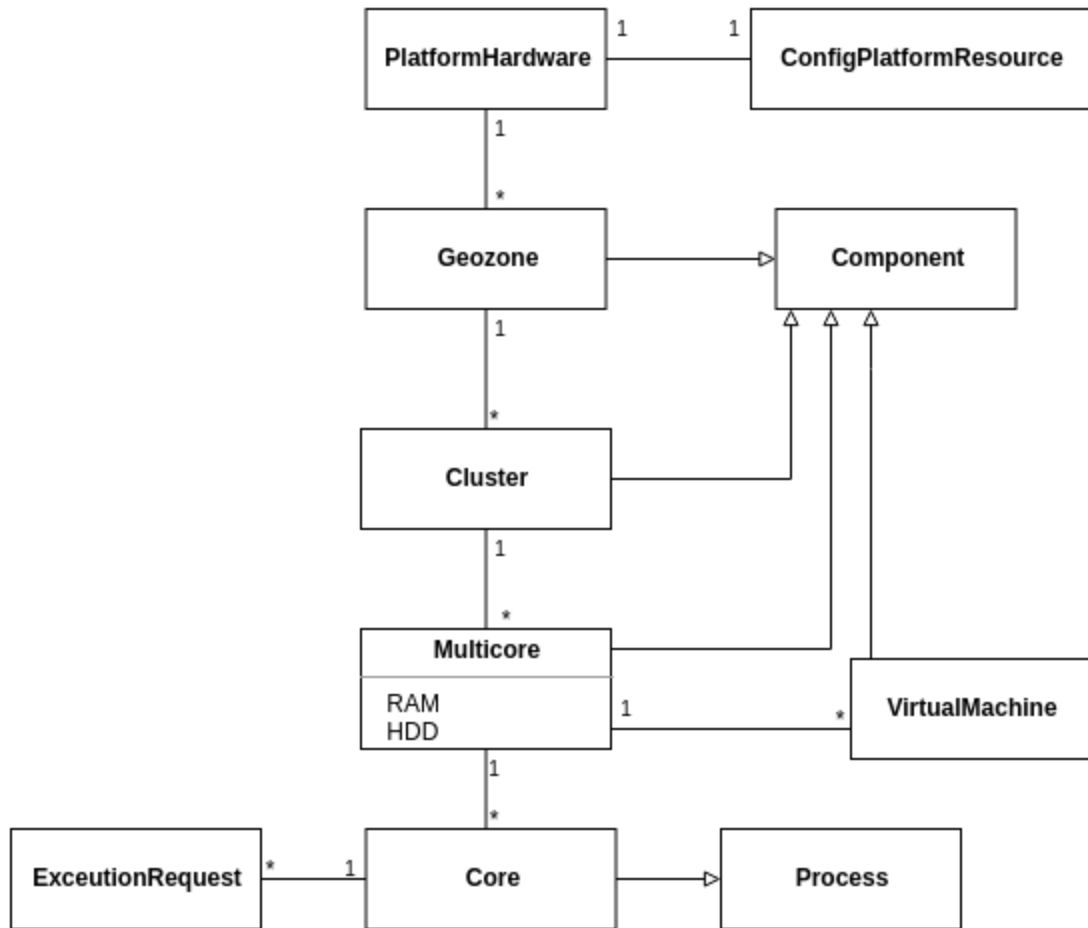 PlatformHardware
1
1
ConfigPlatformResource
1
*
Geozone
Component
1
*
Cluster
1
*
Multicore
RAM
HDD
1
*
VirtualMachine
1
*
ExceutionRequest
*
1
Core
Process